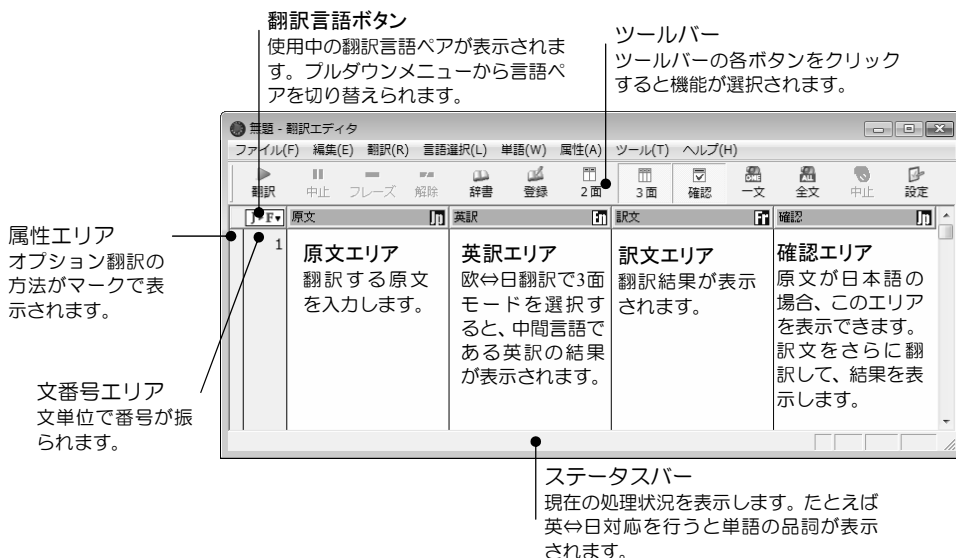 翻訳言語ボタン
使用中の翻訳言語ペアが表示されま
す。プルダウンメニューから言語ペ
アを切り替えられます。
ツールバー
ツールバーの各ボタンをクリック
すると機能が選択されます。
無題 - 翻訳エディタ
ファイル(F) 編集(E) 翻訳(R) 言語選択(L) 単語(W) 属性(A) ツール(T) ヘルプ(H)
翻訳 中止 フレーズ 解除 辞書 登録 2面 3面 確認 一文 全文 中止 設定
J▸F▾ 原文 J 英訳 E 訳文 F 確認 J
1
属性エリア
オプション翻訳の
方法がマークで表
示されます。
文番号エリア
文単位で番号が振
られます。
原文エリア
翻訳する原文
を入力します。
英訳エリア
欧⇔日翻訳で3面
モードを選択す
ると、中間言語で
ある英訳の結果
が表示されます。
訳文エリア
翻訳結果が表示
されます。
確認エリア
原文が日本語の
場合、このエリア
を表示できます。
訳文をさらに翻
訳して、結果を表
示します。
ステータスバー
現在の処理状況を表示します。たとえば
英⇔日対応を行うと単語の品詞が表示
されます。